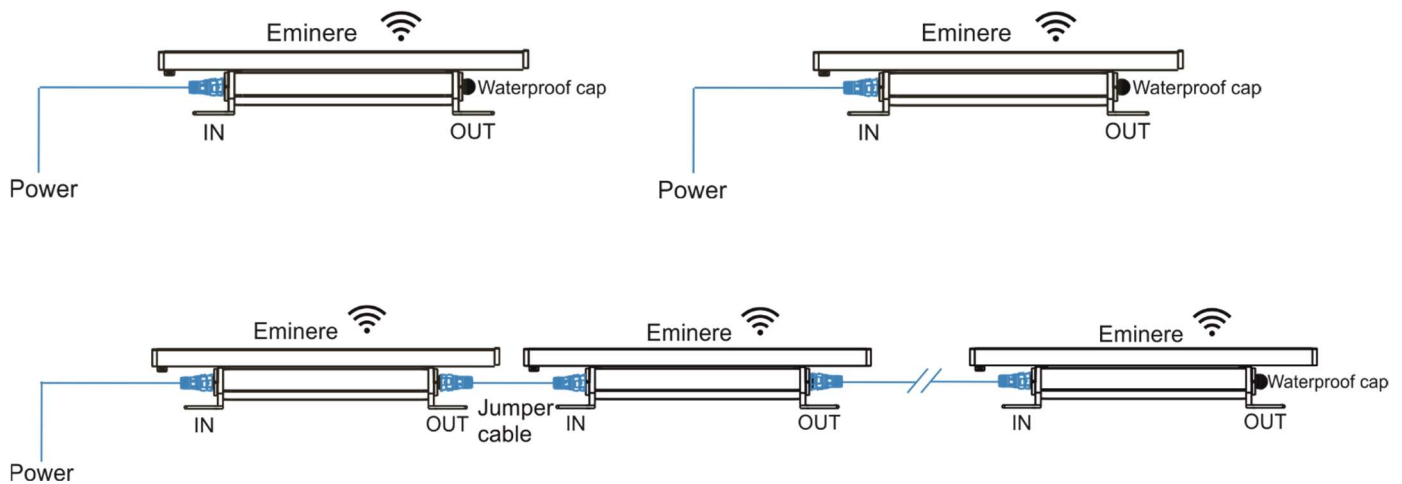 Eminere
Waterproof cap
IN
OUT
Power
Eminere
Waterproof cap
IN
OUT
Power
Eminere
IN
OUT
Jumper
cable
Eminere
IN
OUT
Eminere
Waterproof cap
IN
OUT
Power